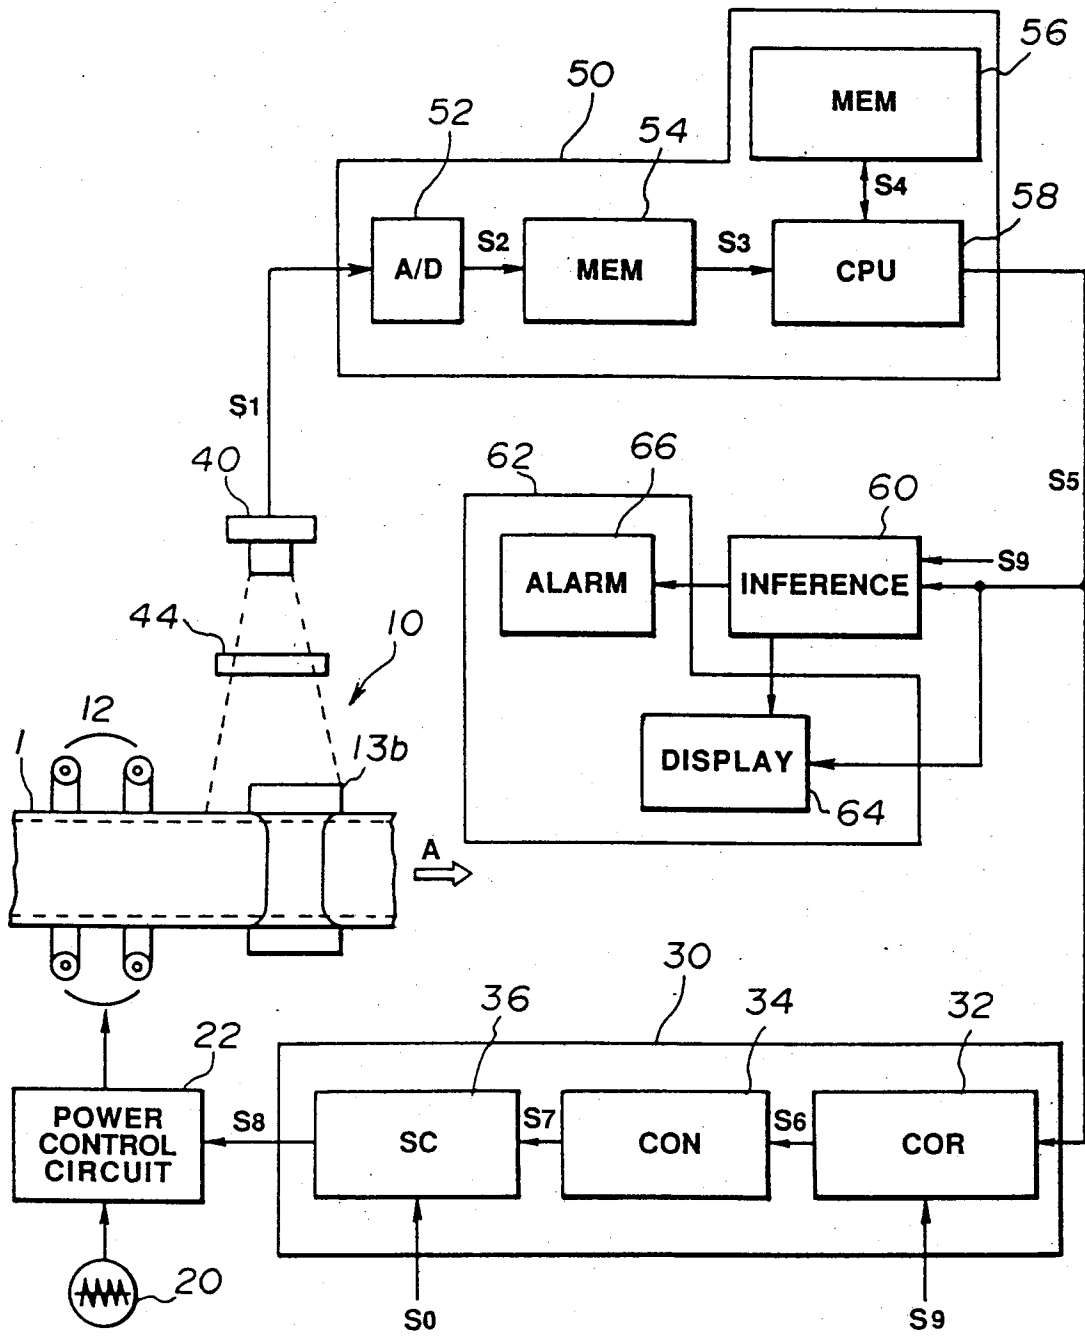 56
MEM
50
52
54
S4
58
A/D
S2
MEM
S3
CPU
S1
40
62
66
S5
60
ALARM
INFERENCE
S9
44
10
12
1
13b
DISPLAY
64
A
30
36
34
32
22
POWER
CONTROL
CIRCUIT
S8
SC
S7
CON
S6
COR
20
S0
S9